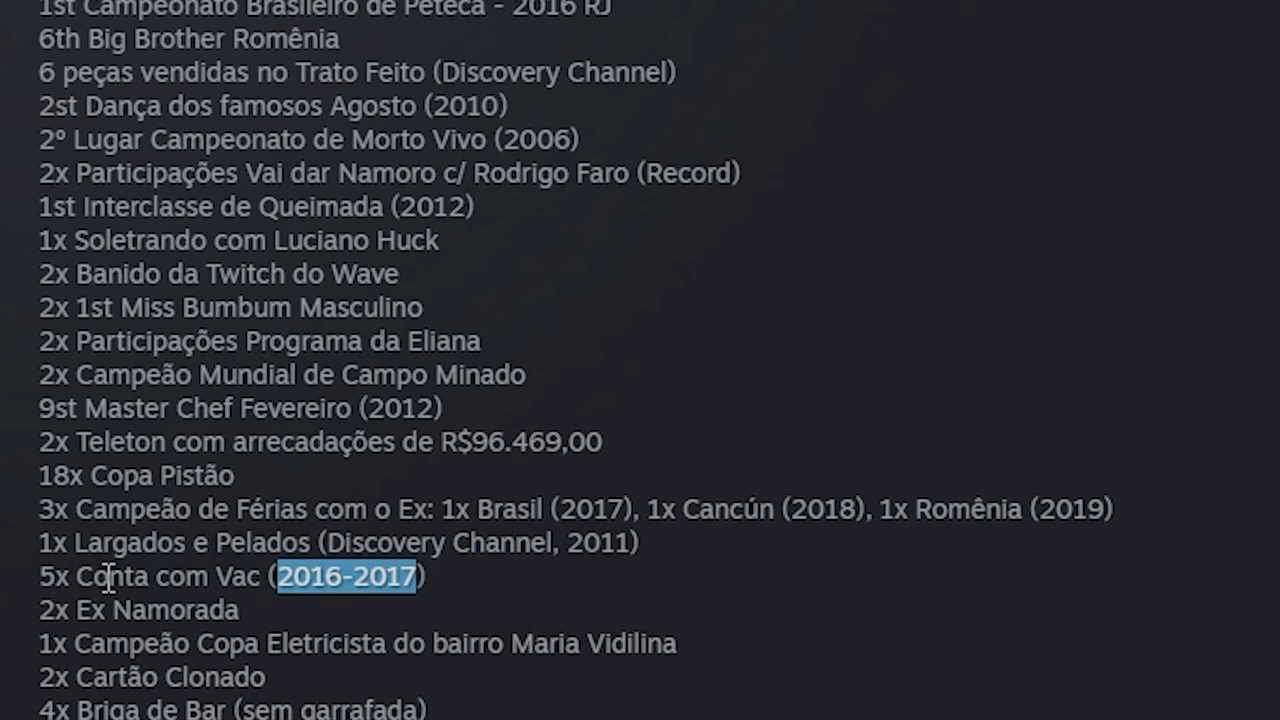 1st Campeonato Brasileiro de Peteca - 2016 RJ
6th Big Brother Romênia
6 peças vendidas no Trato Feito (Discovery Channel)
2st Dança dos famosos Agosto (2010)
2º Lugar Campeonato de Morto Vivo (2006)
2x Participações Vai dar Namoro c/ Rodrigo Faro (Record)
1st Interclasse de Queimada (2012)
1x Soletrando com Luciano Huck
2x Banido da Twitch do Wave
2x 1st Miss Bumbum Masculino
2x Participações Programa da Eliana
2x Campeão Mundial de Campo Minado
9st Master Chef Fevereiro (2012)
2x Teleton com arrecadações de R$96.469,00
18x Copa Pistão
3x Campeão de Férias com o Ex: 1x Brasil (2017), 1x Cancún (2018), 1x Romênia (2019)
1x Largados e Pelados (Discovery Channel, 2011)
5x Conta com Vac (2016-2017)
2x Ex Namorada
1x Campeão Copa Eletricista do bairro Maria Vidilina
2x Cartão Clonado
4x Briga de Bar (sem garrafada)